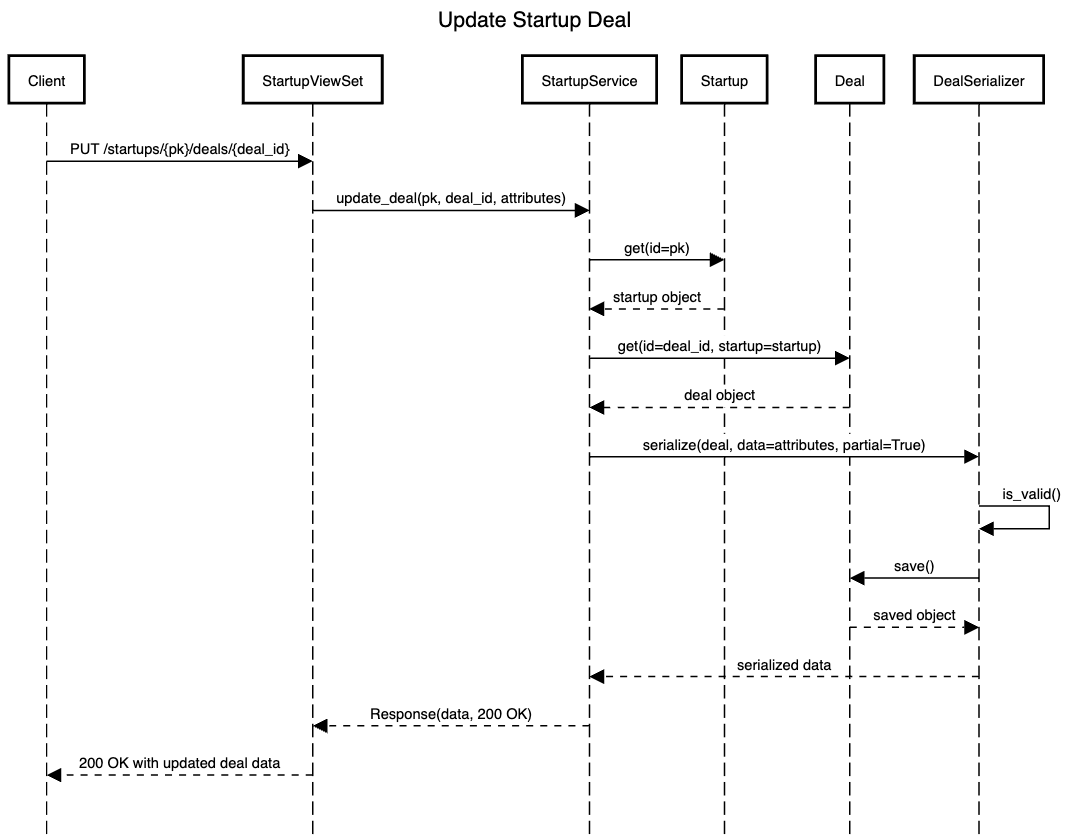 Update Startup Deal
Client
StartupViewSet
StartupService
Startup
Deal
DealSerializer
PUT /startups/{pk}/deals/{deal_id}
update_deal(pk, deal_id, attributes)
get(id=pk)
startup object
get(id=deal_id, startup=startup)
deal object
serialize(deal, data=attributes, partial=True)
is_valid()
save()
saved object
serialized data
Response(data, 200 OK)
200 OK with updated deal data